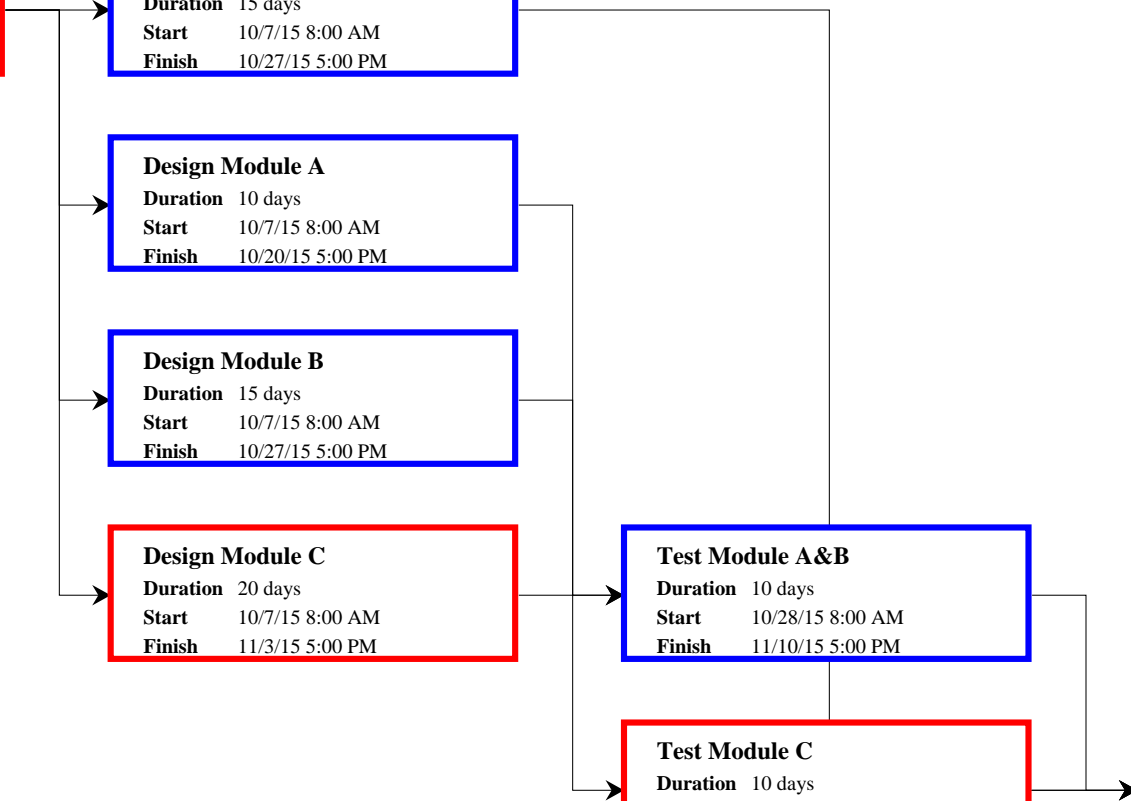 Duration 15 days
Start 10/7/15 8:00 AM
Finish 10/27/15 5:00 PM
Design Module A
Duration 10 days
Start 10/7/15 8:00 AM
Finish 10/20/15 5:00 PM
Design Module B
Duration 15 days
Start 10/7/15 8:00 AM
Finish 10/27/15 5:00 PM
Design Module C
Duration 20 days
Start 10/7/15 8:00 AM
Finish 11/3/15 5:00 PM
Test Module A&B
Duration 10 days
Start 10/28/15 8:00 AM
Finish 11/10/15 5:00 PM
Test Module C
Duration 10 days